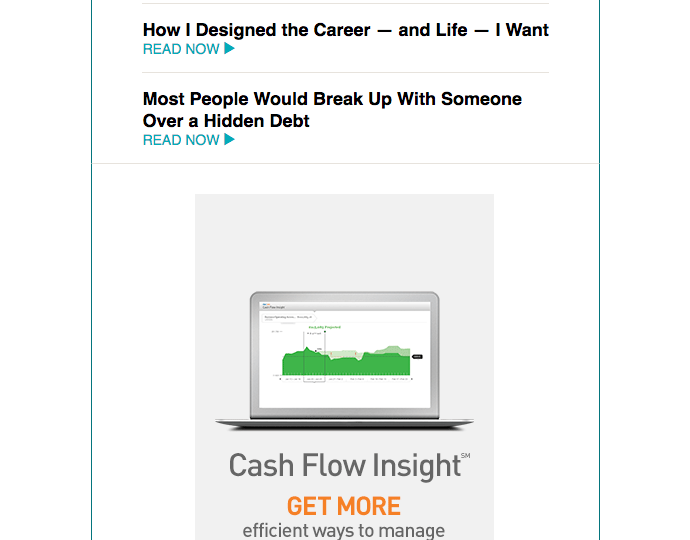 How I Designed the Career — and Life — I Want
READ NOW ▶
Most People Would Break Up With Someone
Over a Hidden Debt
READ NOW ▶
Cash Flow Insight℠
GET MORE
efficient ways to manage